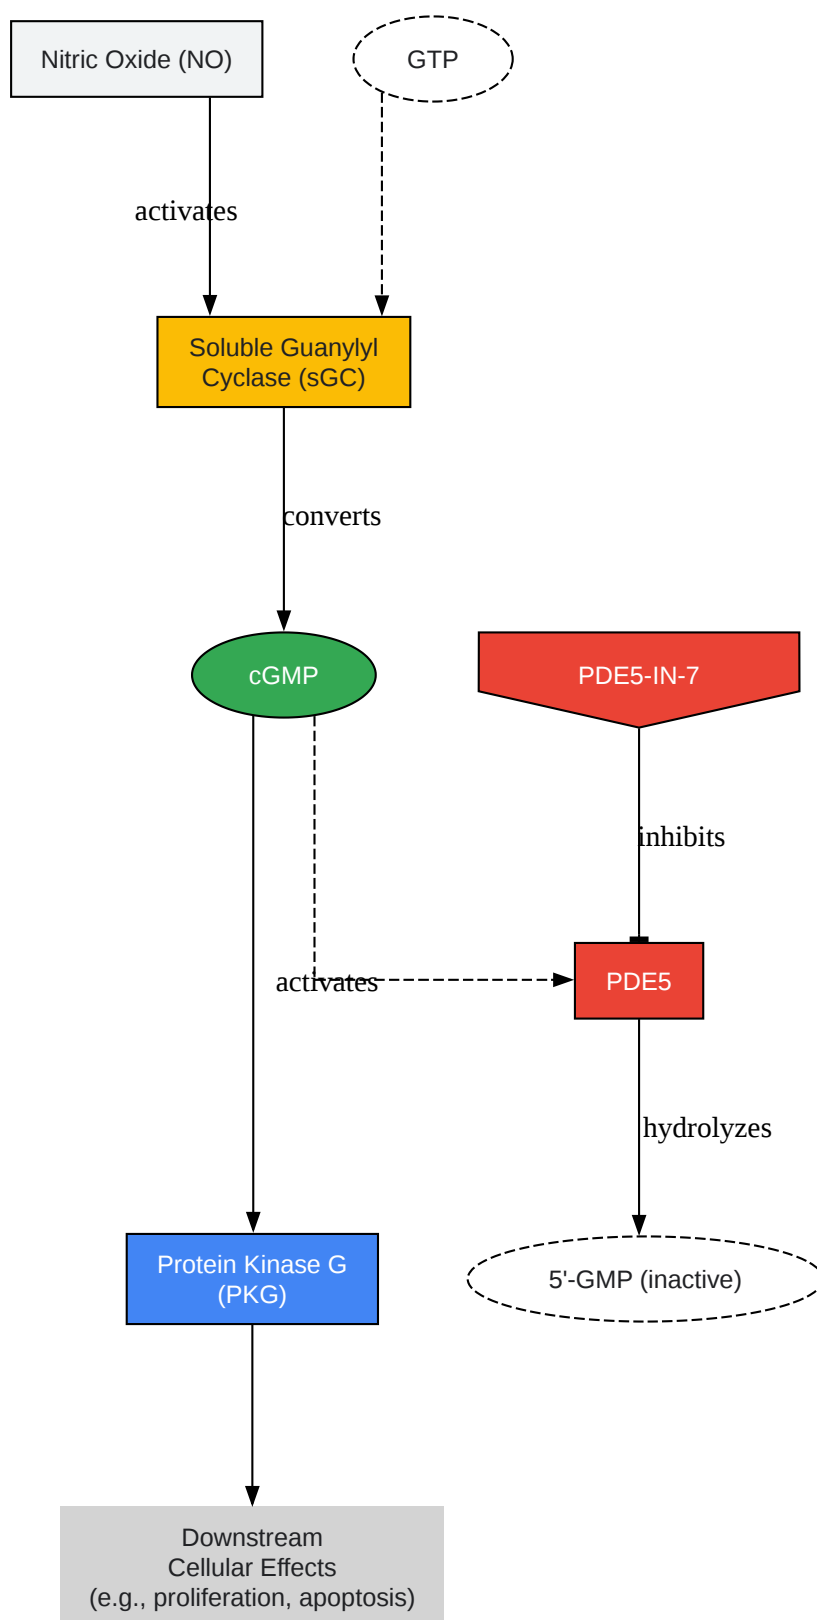 Nitric Oxide (NO)
GTP
activates
Soluble Guanylyl
Cyclase (sGC)
converts
cGMP
PDE5-IN-7
inhibits
activates
PDE5
hydrolyzes
Protein Kinase G
(PKG)
5'-GMP (inactive)
Downstream
Cellular Effects
(e.g., proliferation, apoptosis)